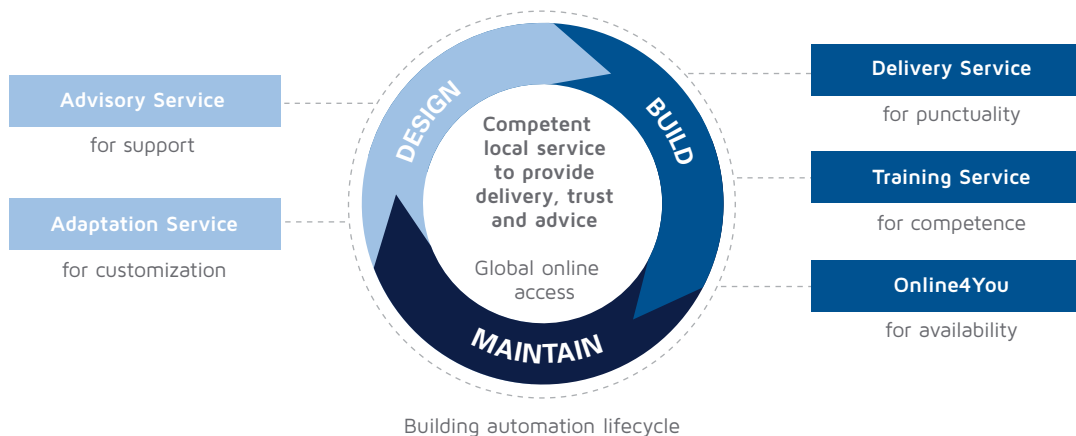 Advisory Service
for support
Adaptation Service
for customization
DESIGN
BUILD
MAINTAIN
Competent
local service
to provide
delivery, trust
and advice
Global online
access
Delivery Service
for punctuality
Training Service
for competence
Online4You
for availability
Building automation lifecycle